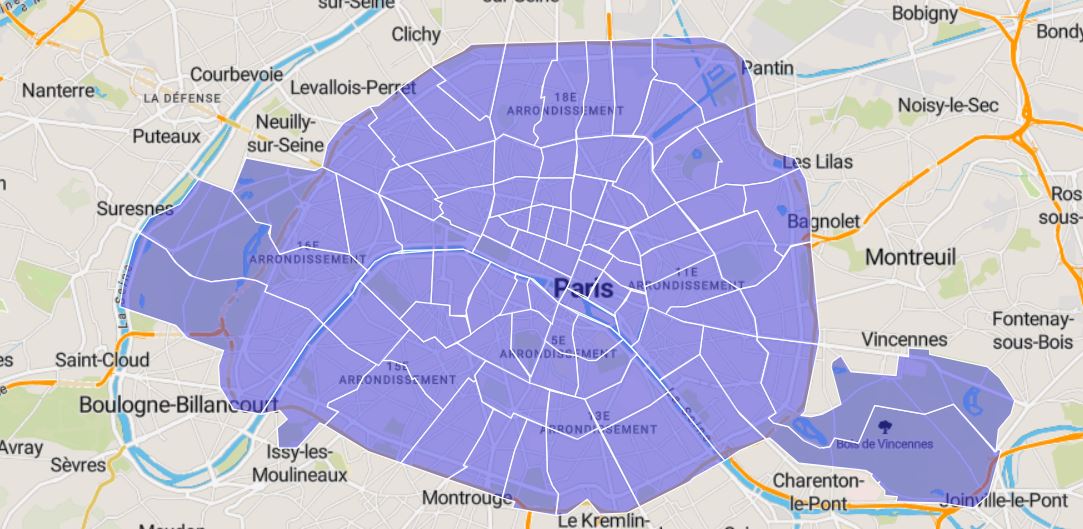 sur-Seine
Clichy
Bobigny
Bondy
Courbevoie
Pantin
Nanterre
LA DÉFENSE
Levallois-Perret
18E
ARRONDISSEMENT
Noisy-le-Sec
Neuilly-
sur-Seine
Puteaux
Les Lilas
Ros
sous-
Suresnes
Bagnolet
16E
ARRONDISSEMENT
Montreuil
La Seine
11E
ARRONDISSEMENT
Paris
Fontenay-
sous-Bois
Vincennes
5E
ARRONDISSEMENT
Saint-Cloud
15E
ARRONDISSEMENT
La Seine
Boulogne-Billancourt
13E
ARRONDISSEMENT
Bois de Vincennes
Avray
Sèvres
Issy-les-
Moulineaux
Charenton-
le-Pont
Montrouge
Joinville-le-Pont
Le Kremlin-